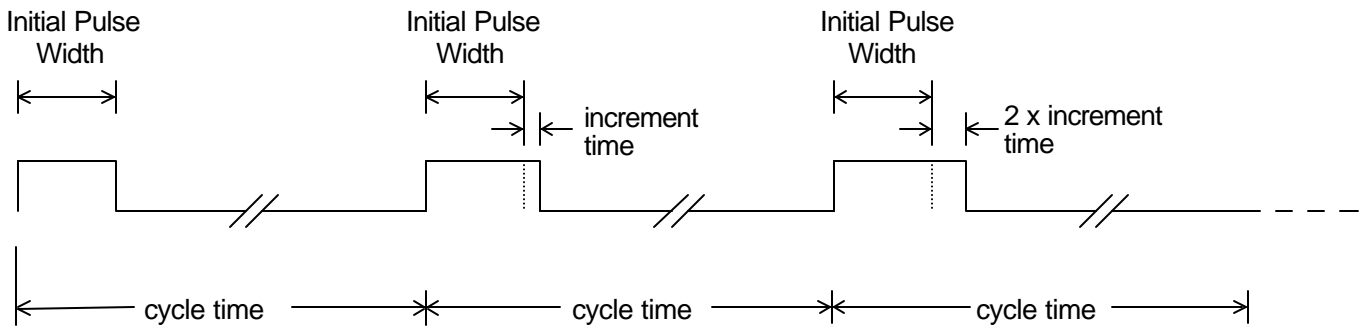 Initial Pulse
Width
Initial Pulse
Width
Initial Pulse
Width
increment
time
2 x increment
time
cycle time
cycle time
cycle time